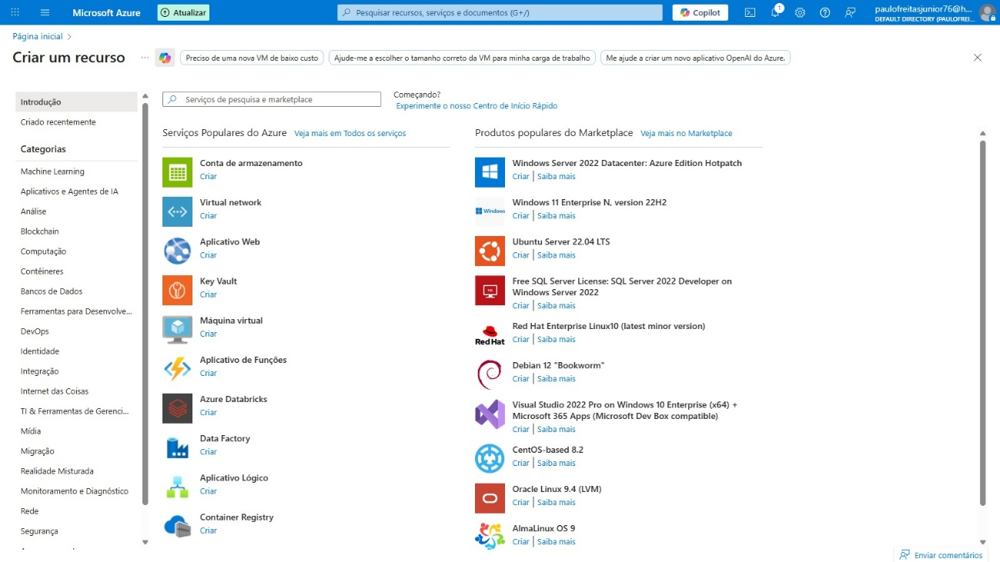 Microsoft Azure
Atualizar
Pesquisar recursos, serviços e documentos (G+/)
Copilot
1
paulofreitasjunior76@h...
DEFAULT DIRECTORY (PAULOFREI...
Página inicial
Criar um recurso
...
Preciso de uma nova VM de baixo custo
Ajude-me a escolher o tamanho correto da VM para minha carga de trabalho
Me ajude a criar um novo aplicativo OpenAI do Azure.
Introdução
Criado recentemente
Categorias
Machine Learning
Aplicativos e Agentes de IA
Análise
Blockchain
Computação
Contêineres
Bancos de Dados
Ferramentas para Desenvolve...
DevOps
Identidade
Integração
Internet das Coisas
TI & Ferramentas de Gerenci...
Mídia
Migração
Realidade Misturada
Monitoramento e Diagnóstico
Rede
Segurança
Serviços de pesquisa e marketplace
Começando?
Experimente o nosso Centro de Início Rápido
Serviços Populares do Azure
Veja mais em Todos os serviços
Conta de armazenamento
Criar
Virtual network
Criar
Aplicativo Web
Criar
Key Vault
Criar
Máquina virtual
Criar
Aplicativo de Funções
Criar
Azure Databricks
Criar
Data Factory
Criar
Aplicativo Lógico
Criar
Container Registry
Criar
Produtos populares do Marketplace
Veja mais no Marketplace
Windows Server 2022 Datacenter: Azure Edition Hotpatch
Criar | Saiba mais
Windows
Windows 11 Enterprise N, version 22H2
Criar | Saiba mais
Ubuntu Server 22.04 LTS
Criar | Saiba mais
Free SQL Server License: SQL Server 2022 Developer on
Windows Server 2022
Criar | Saiba mais
Red Hat
Red Hat Enterprise Linux10 (latest minor version)
Criar | Saiba mais
Debian 12 "Bookworm"
Criar | Saiba mais
Visual Studio 2022 Pro on Windows 10 Enterprise (x64) +
Microsoft 365 Apps (Microsoft Dev Box compatible)
Criar | Saiba mais
CentOS-based 8.2
Criar | Saiba mais
Oracle Linux 9.4 (LVM)
Criar | Saiba mais
AlmaLinux OS 9
Criar | Saiba mais
Enviar comentários